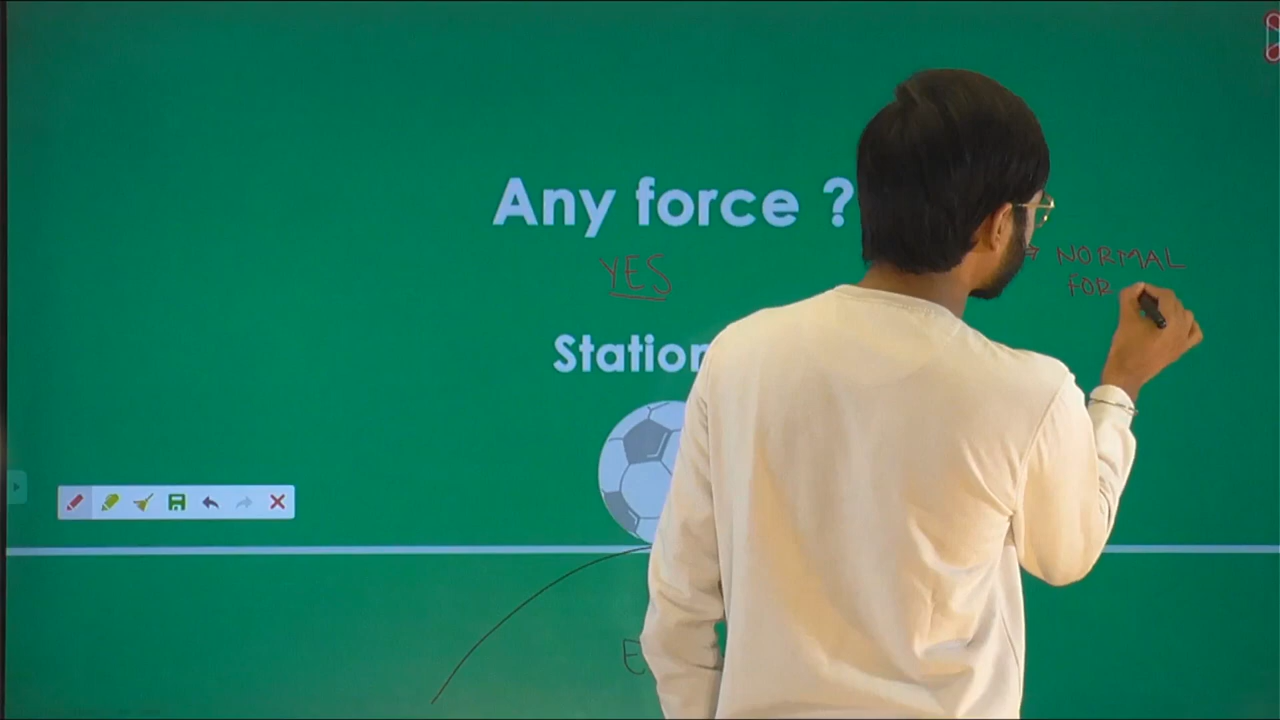 Any force ?
YES
→ NORMAL
FOR
Station
E